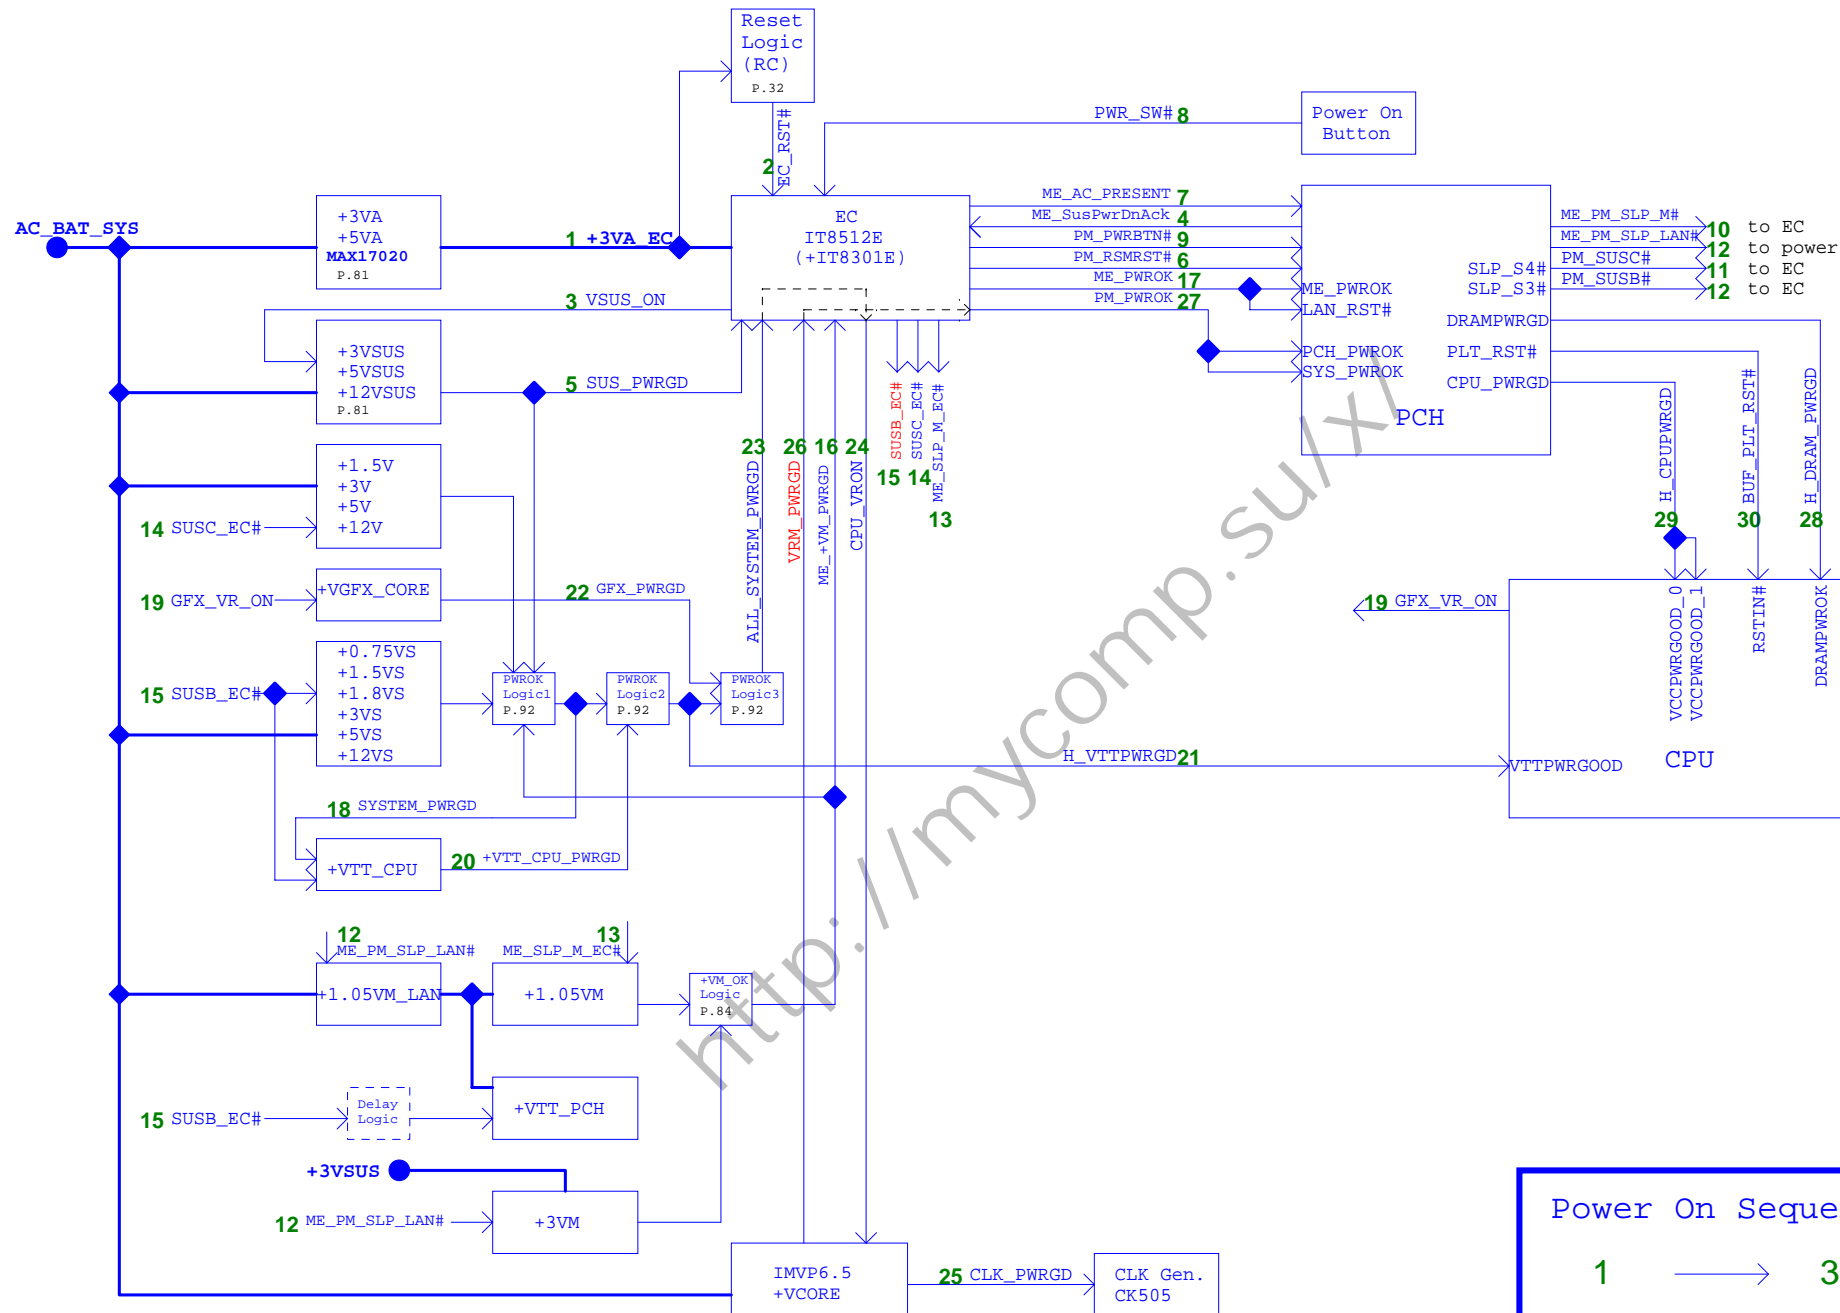 Reset
Logic
(RC)
P.32
EC_RST#
2
PWR_SW# 8
Power On
Button
AC_BAT_SYS
+3VA
+5VA
MAX17020
P.81
1 +3VA_EC
EC
IT8512E
(+IT8301E)
ME_AC_PRESENT 7
ME_SusPwrDnAck 4
PM_PWRBTN# 9
PM_RSMRST# 6
ME_PWROK 17
PM_PWROK 27
ME_PWROK
LAN_RST#
PCH_PWROK
SYS_PWROK
SLP_S4#
SLP_S3#
DRAMPWRGD
PLT_RST#
CPU_PWRGD
PCH
ME_PM_SLP_M# 10 to EC
ME_PM_SLP_LAN# 12 to power
PM_SUSC# 11 to EC
PM_SUSB# 12 to EC
3 VSUS_ON
+3VSUS
+5VSUS
+12VSUS
P.81
5 SUS_PWRGD
+1.5V
+3V
+5V
+12V
14 SUSC_EC#
23 ALL_SYSTEM_PWRGD
26 VRM_PWRGD
16 ME_+VM_PWRGD
24 CPU_VRON
SUSB_EC# 15
SUSC_EC# 14
ME_SLP_M_EC# 13
H_CPUPWRGD 29
BUF_PLT_RST# 30
H_DRAM_PWRGD 28
19 GFX_VR_ON
+VGFX_CORE
22 GFX_PWRGD
19 GFX_VR_ON
VCCPWRGOOD_0
VCCPWRGOOD_1
RSTIN#
DRAMPWROK
VTTPWRGOOD
CPU
+0.75VS
+1.5VS
+1.8VS
+3VS
+5VS
+12VS
15 SUSB_EC#
PWROK
Logic1
P.92
PWROK
Logic2
P.92
PWROK
Logic3
P.92
H_VTTPWRGD 21
18 SYSTEM_PWRGD
+VTT_CPU
20 +VTT_CPU_PWRGD
12
ME_PM_SLP_LAN#
13
ME_SLP_M_EC#
+1.05VM_LAN
+1.05VM
+VM_OK
Logic
P.84
15 SUSB_EC#
Delay
Logic
+VTT_PCH
+3VSUS
12 ME_PM_SLP_LAN#
+3VM
IMVP6.5
+VCORE
25 CLK_PWRGD
CLK Gen.
CK505
Power On Seque
1 3
http://mycomp.su/x/